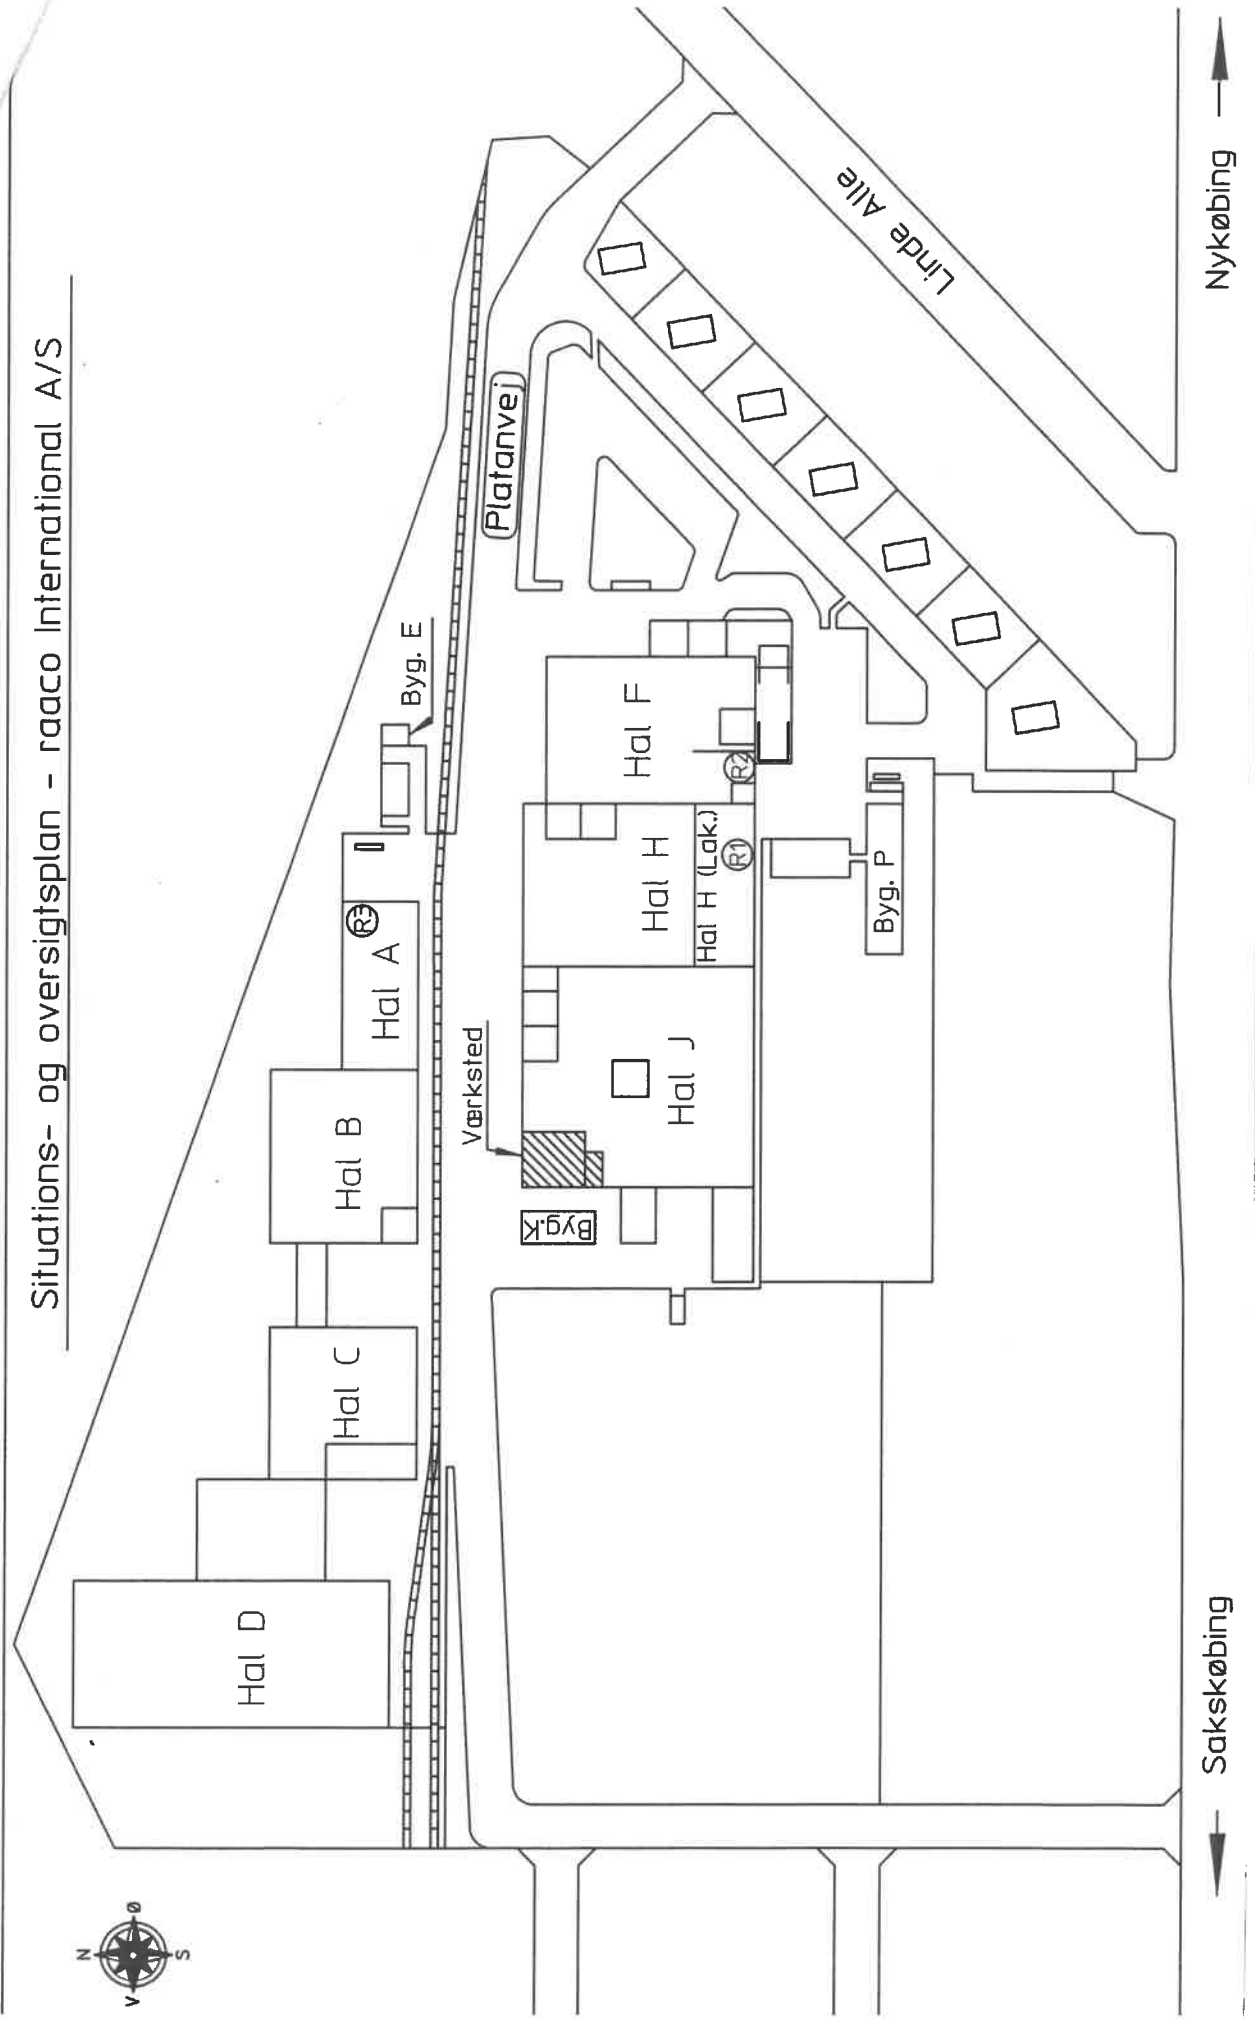 Situations- og oversigtsplan - raaco International A/S
N
V
Ø
S
Hal D
Hal C
Hal B
Hal A
R3
Byg. E
Platanvej
Værksted
Byg.K
Hal J
Hal H
Hal H (Lak.)
R1
Hal F
R2
Byg. P
Linde Alle
Sakskøbing
Nykøbing